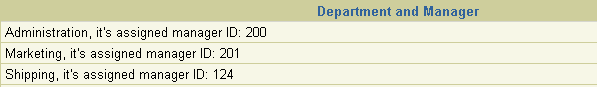 Department and Manager
Administration, it's assigned manager ID: 200
Marketing, it's assigned manager ID: 201
Shipping, it's assigned manager ID: 124